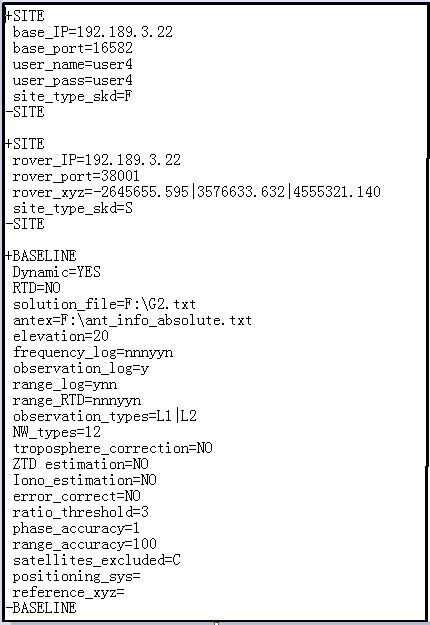 +SITE
base_IP=192.189.3.22
base_port=16582
user_name=user4
user_pass=user4
site_type_skd=F
-SITE
+SITE
rover_IP=192.189.3.22
rover_port=38001
rover_xyz=-2645655.595|3576633.632|4555321.140
site_type_skd=S
-SITE
+BASELINE
Dynamic=YES
RTD=NO
solution_file=F:\G2.txt
antex=F:\ant_info_absolute.txt
elevation=20
frequency_log=nnnyyn
observation_log=y
range_log=ynn
range_RTD=nnnyyn
observation_types=L1|L2
NW_types=12
troposphere_correction=NO
ZTD estimation=NO
Iono_estimation=NO
error_correct=NO
ratio_threshold=3
phase_accuracy=1
range_accuracy=100
satellites_excluded=C
positioning_sys=
reference_xyz=
-BASELINE